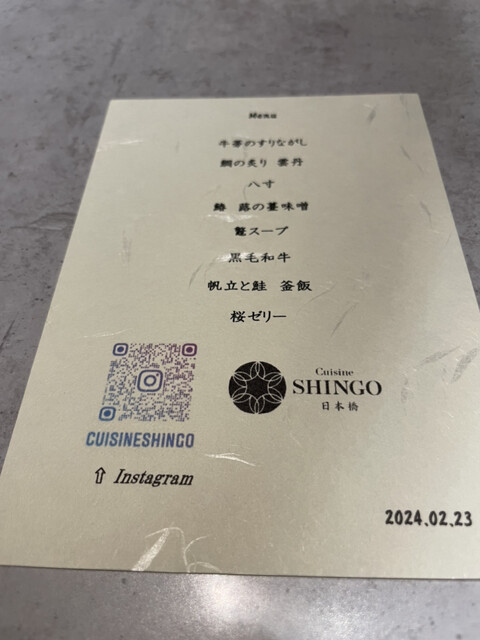 Menu
牛蒡のすりながし
鯛の炙り 雲丹
八寸
鰆 蕗の薹味噌
鼈スープ
黒毛和牛
帆立と鮭 釜飯
桜ゼリー
CUISINESHINGO
⇧ Instagram
Cuisine
SHINGO
日本橋
2024.02.23